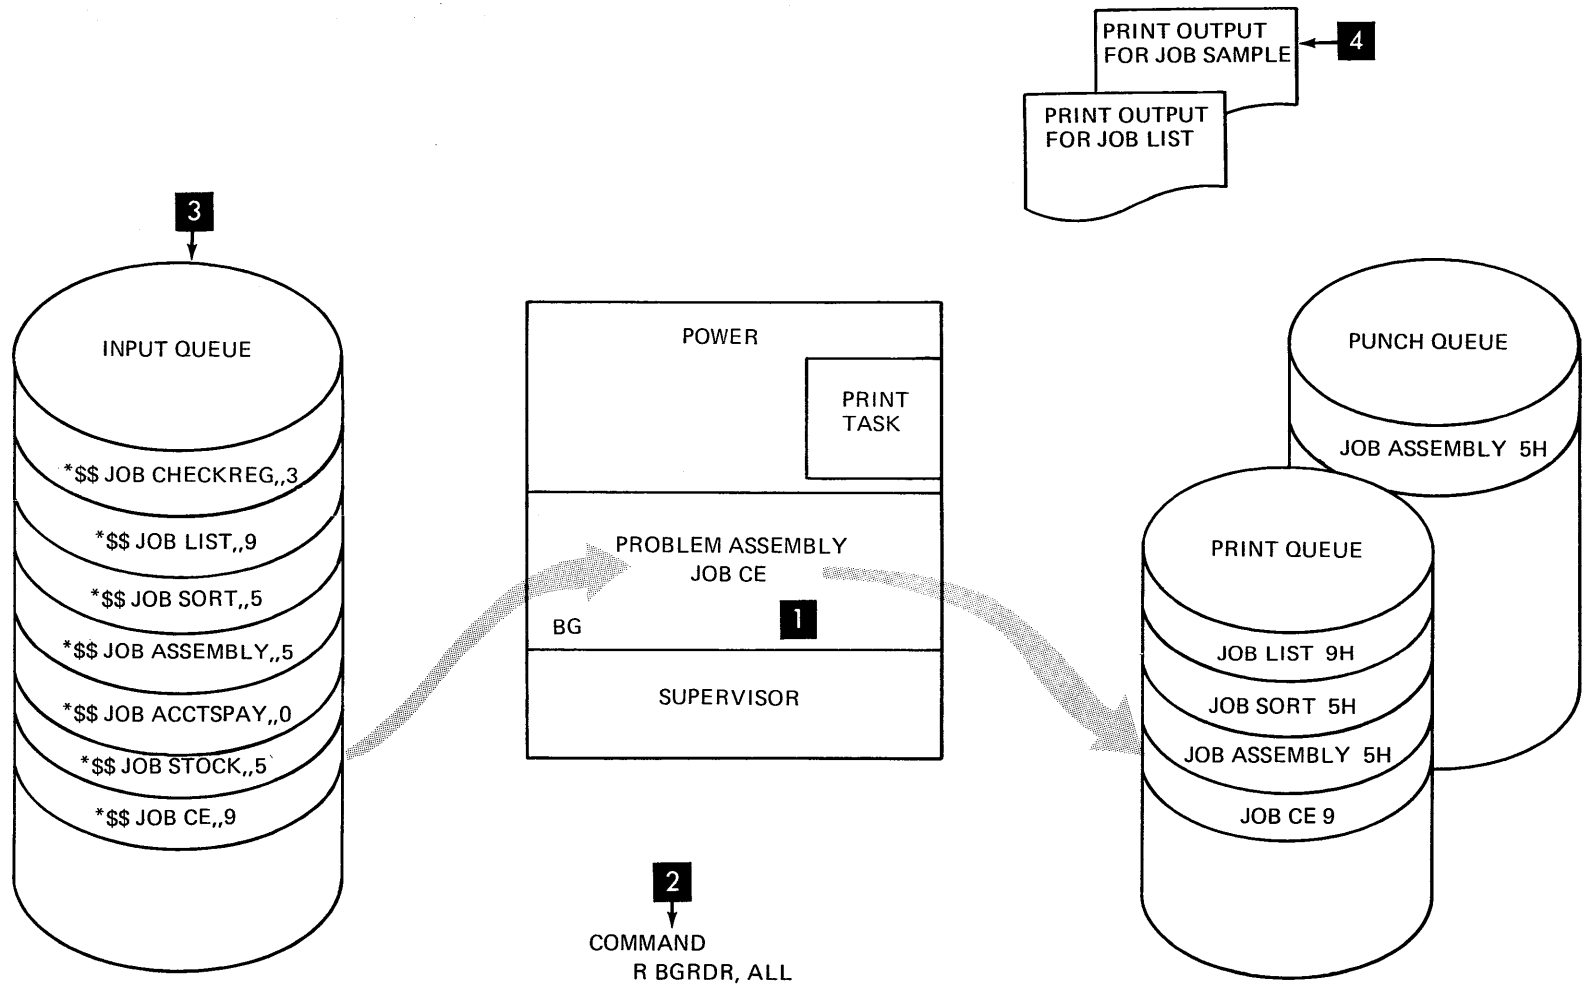 PRINT OUTPUT
FOR JOB SAMPLE
4
PRINT OUTPUT
FOR JOB LIST
3
INPUT QUEUE
*$$ JOB CHECKREG,,3
*$$ JOB LIST,,9
*$$ JOB SORT,,5
*$$ JOB ASSEMBLY,,5
*$$ JOB ACCTSPAY,,0
*$$ JOB STOCK,,5
*$$ JOB CE,,9
POWER
PRINT
TASK
PROBLEM ASSEMBLY
JOB CE
1
BG
SUPERVISOR
2
COMMAND
R BGRDR, ALL
PUNCH QUEUE
JOB ASSEMBLY 5H
PRINT QUEUE
JOB LIST 9H
JOB SORT 5H
JOB ASSEMBLY 5H
JOB CE 9